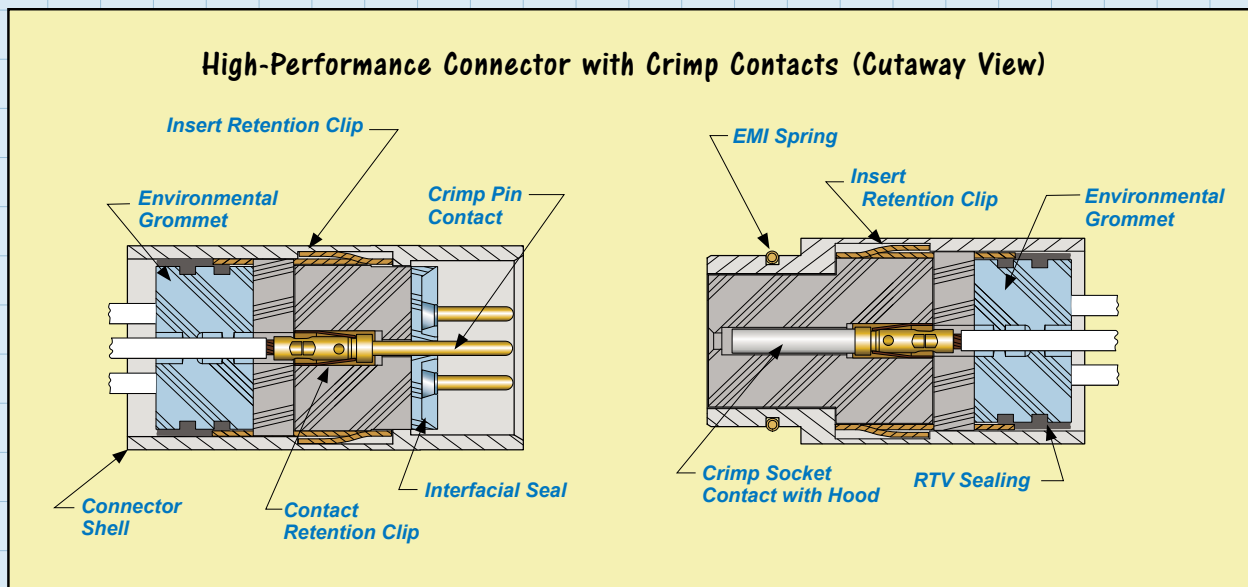 High-Performance Connector with Crimp Contacts (Cutaway View)
Insert Retention Clip
EMI Spring
Environmental
Grommet
Crimp Pin
Contact
Insert
Retention Clip
Environmental
Grommet
Connector
Shell
Contact
Retention Clip
Interfacial Seal
Crimp Socket
Contact with Hood
RTV Sealing